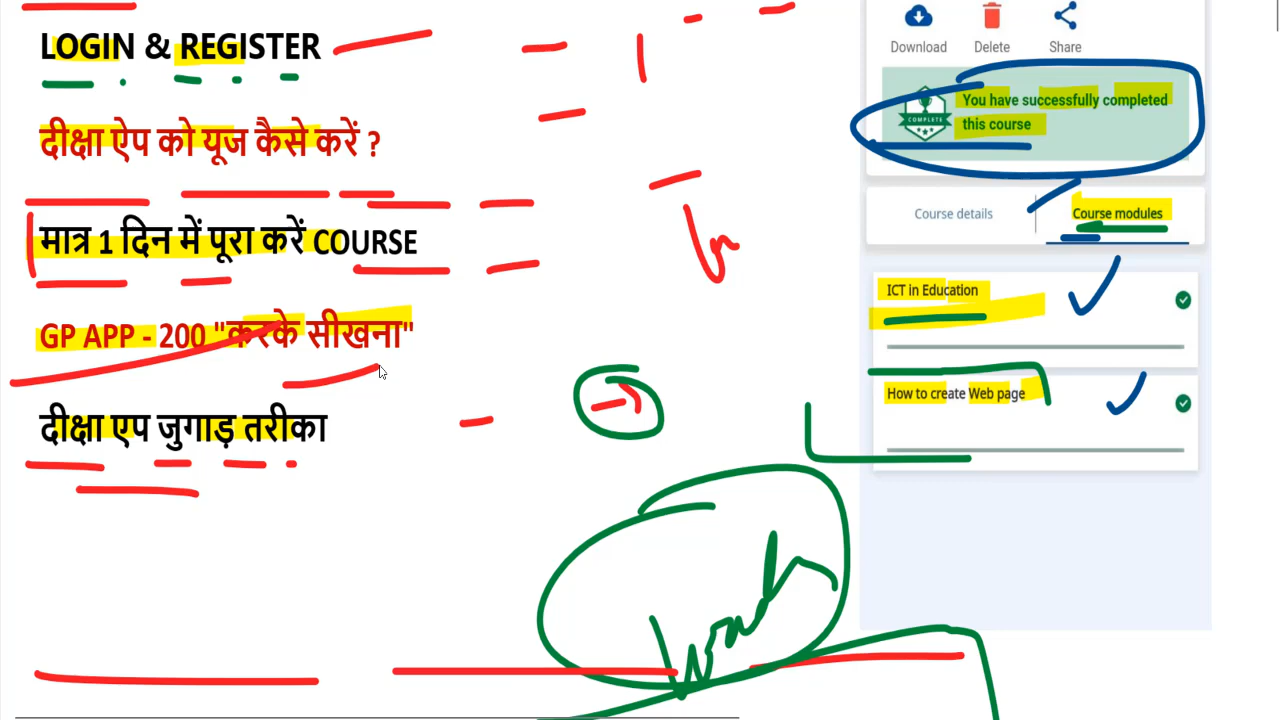 LOGIN & REGISTER
दीक्षा ऐप को यूज कैसे करें ?
मात्र 1 दिन में पूरा करें COURSE
GP APP - 200 "करके सीखना"
दीक्षा एप जुगाड़ तरीका
Download Delete Share
COMPLETE
You have successfully completed
this course
Course details Course modules
ICT in Education
How to create Web page